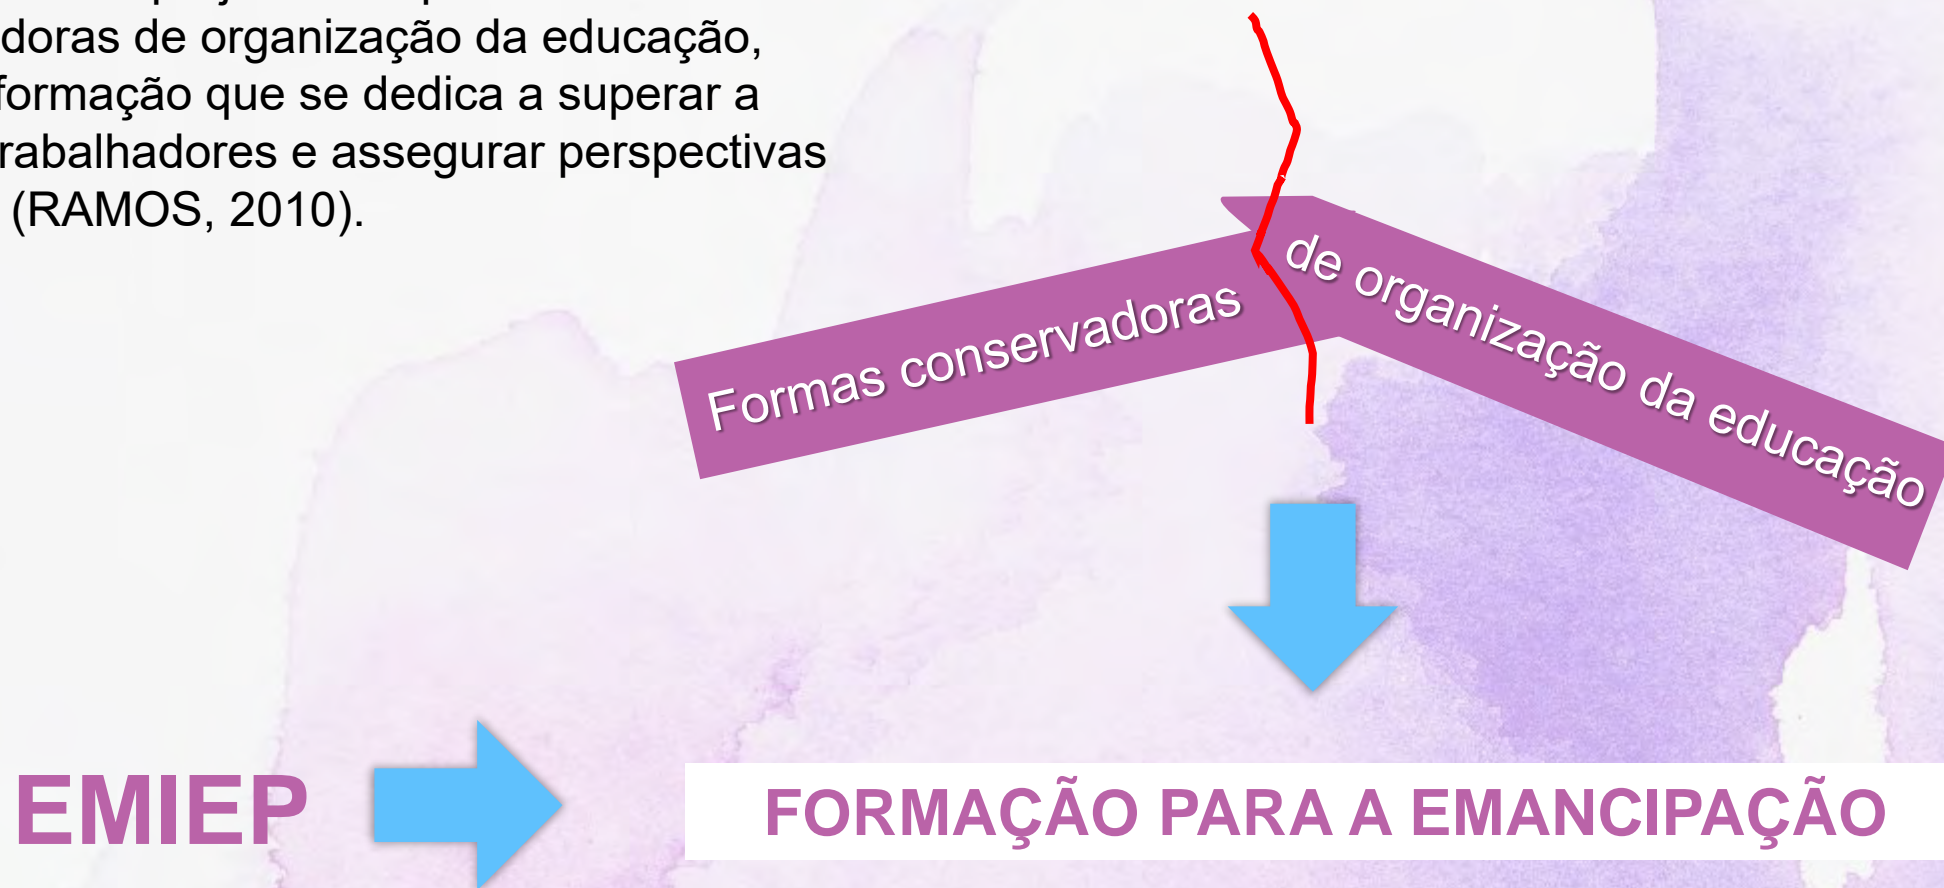 doras de organização da educação,
formação que se dedica a superar a
rabalhadores e assegurar perspectivas
(RAMOS, 2010).
Formas conservadoras
de organização da educação
EMIEP
FORMAÇÃO PARA A EMANCIPAÇÃO